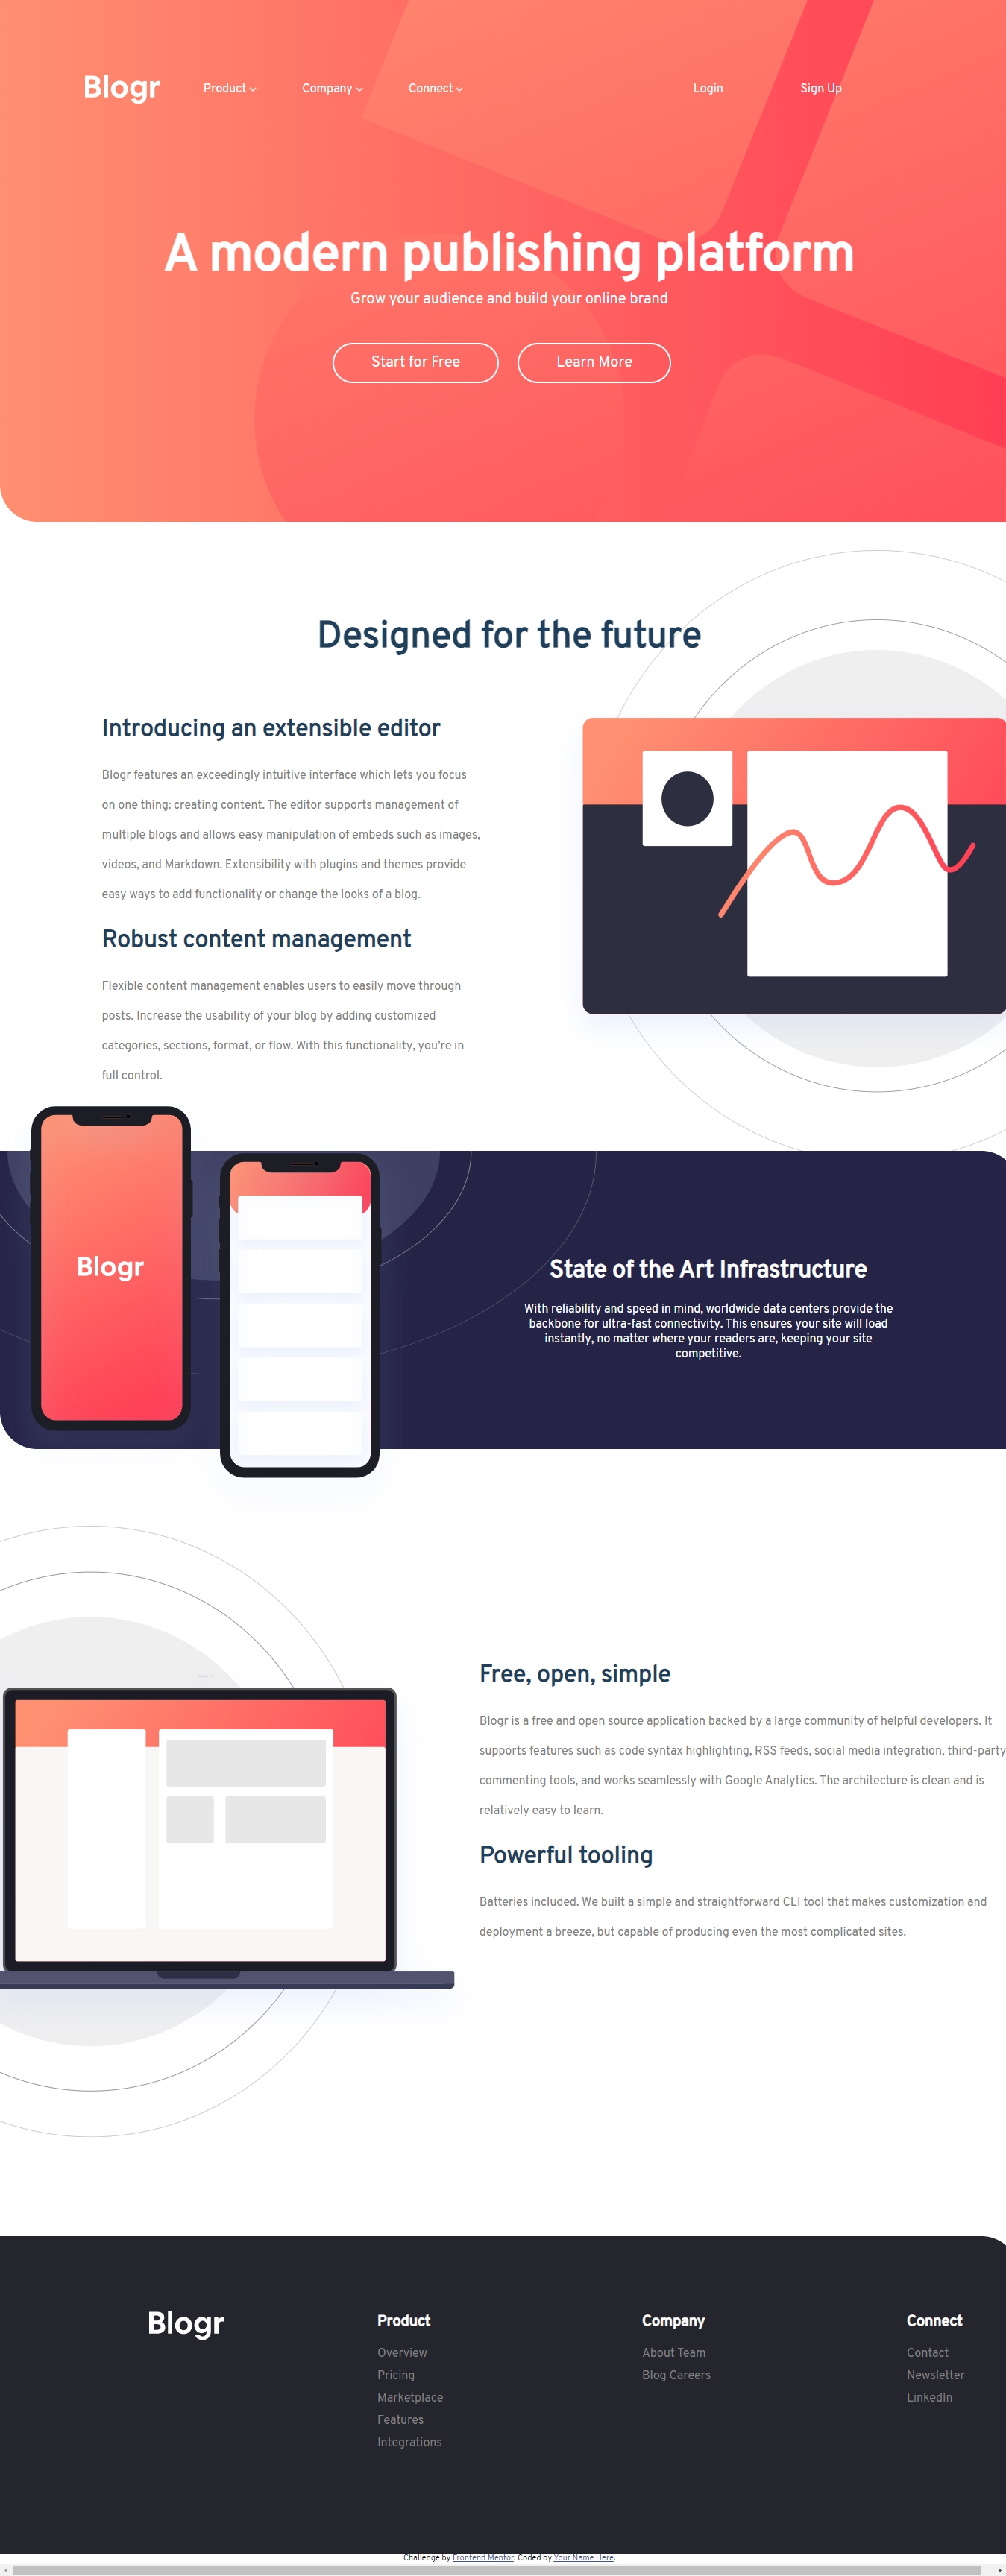 Blogr Product Company Connect Login Sign Up
A modern publishing platform
Grow your audience and build your online brand
Start for Free Learn More
Designed for the future
Introducing an extensible editor
Blogr features an exceedingly intuitive interface which lets you focus
on one thing: creating content. The editor supports management of
multiple blogs and allows easy manipulation of embeds such as images,
videos, and Markdown. Extensibility with plugins and themes provide
easy ways to add functionality or change the looks of a blog.
Robust content management
Flexible content management enables users to easily move through
posts. Increase the usability of your blog by adding customized
categories, sections, format, or flow. With this functionality, you're in
full control.
Blogr
State of the Art Infrastructure
With reliability and speed in mind, worldwide data centers provide the
backbone for ultra-fast connectivity. This ensures your site will load
instantly, no matter where your readers are, keeping your site
competitive.
Free, open, simple
Blogr is a free and open source application backed by a large community of helpful developers. It
supports features such as code syntax highlighting, RSS feeds, social media integration, third-party
commenting tools, and works seamlessly with Google Analytics. The architecture is clean and is
relatively easy to learn.
Powerful tooling
Batteries included. We built a simple and straightforward CLI tool that makes customization and
deployment a breeze, but capable of producing even the most complicated sites.
Blogr
Product
Overview
Pricing
Marketplace
Features
Integrations
Company
About Team
Blog Careers
Connect
Contact
Newsletter
LinkedIn
Challenge by Frontend Mentor. Coded by Your Name Here.